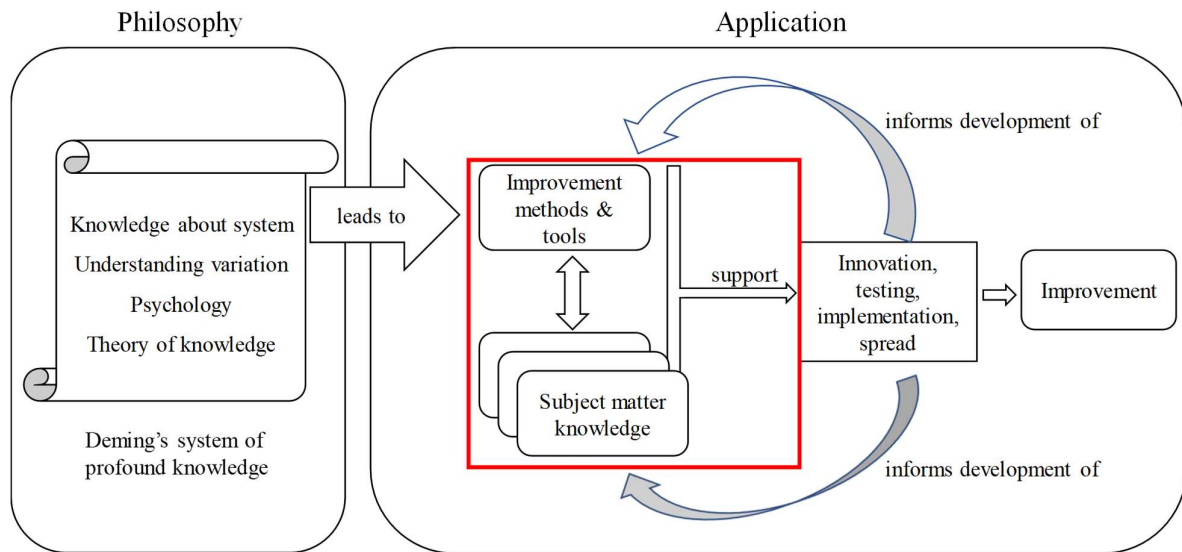 Philosophy
Knowledge about system
Understanding variation
Psychology
Theory of knowledge
Deming’s system of
profound knowledge
leads to
Application
informs development of
Improvement
methods &
tools
Subject matter
knowledge
support
Innovation,
testing,
implementation,
spread
Improvement
informs development of